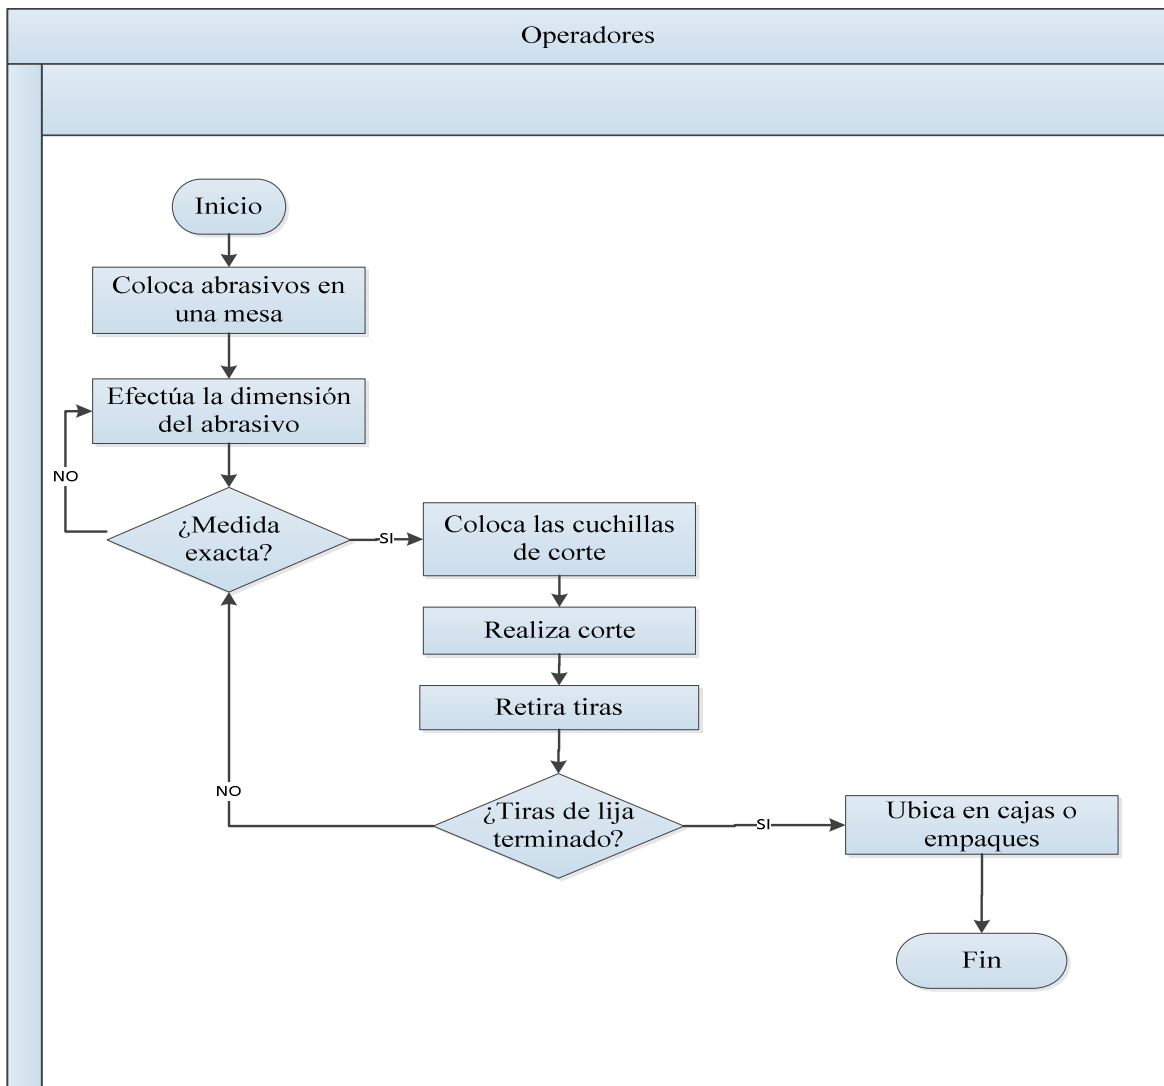 Operadores
Inicio
Coloca abrasivos en
una mesa
Efectúa la dimensión
del abrasivo
NO
¿Medida
exacta?
SI
Coloca las cuchillas
de corte
Realiza corte
Retira tiras
NO
¿Tiras de lija
terminado?
SI
Ubica en cajas o
empaques
Fin